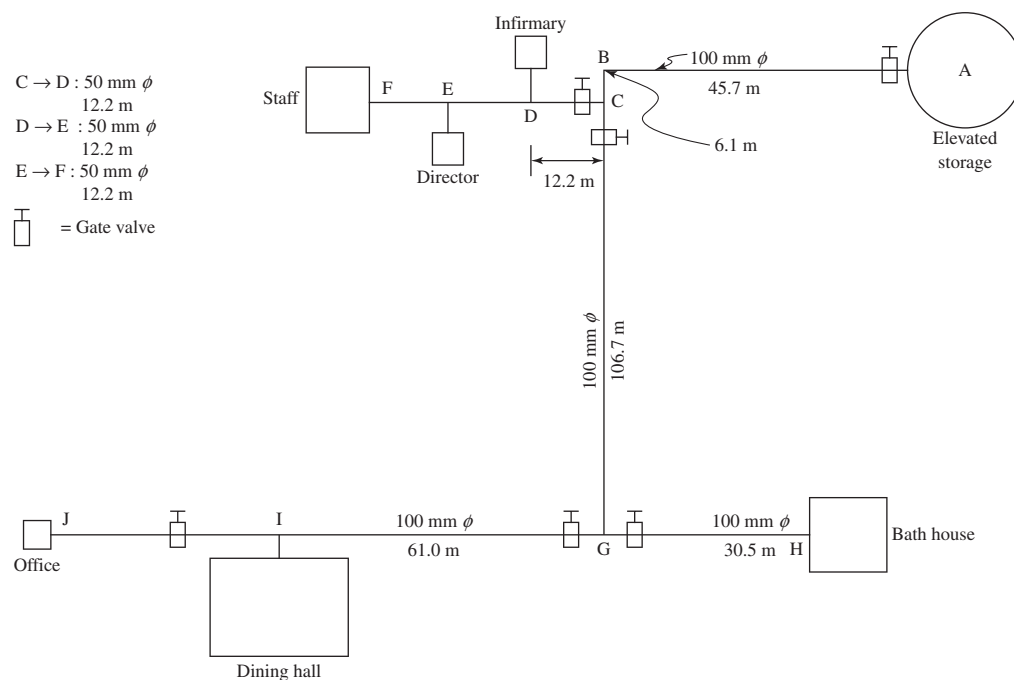 Infirmary
B
100 mm ϕ
45.7 m
A
C → D : 50 mm ϕ
12.2 m
D → E : 50 mm ϕ
12.2 m
E → F : 50 mm ϕ
12.2 m
= Gate valve
Staff
F
E
D
C
Director
12.2 m
6.1 m
Elevated
storage
100 mm ϕ
106.7 m
J
I
100 mm ϕ
61.0 m
G
100 mm ϕ
30.5 m
H
Bath house
Office
Dining hall